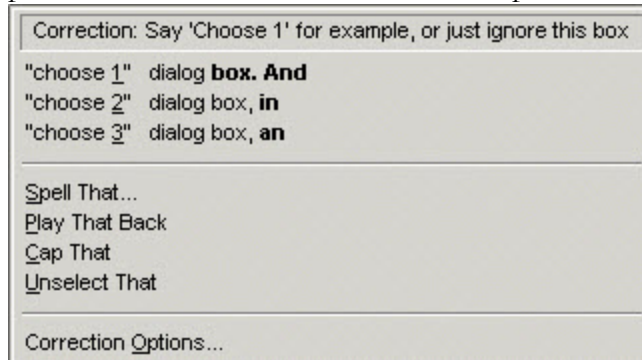 Correction: Say 'Choose 1' for example, or just ignore this box
"choose 1" dialog box. And
"choose 2" dialog box, in
"choose 3" dialog box, an
Spell That...
Play That Back
Cap That
Unselect That
Correction Options...